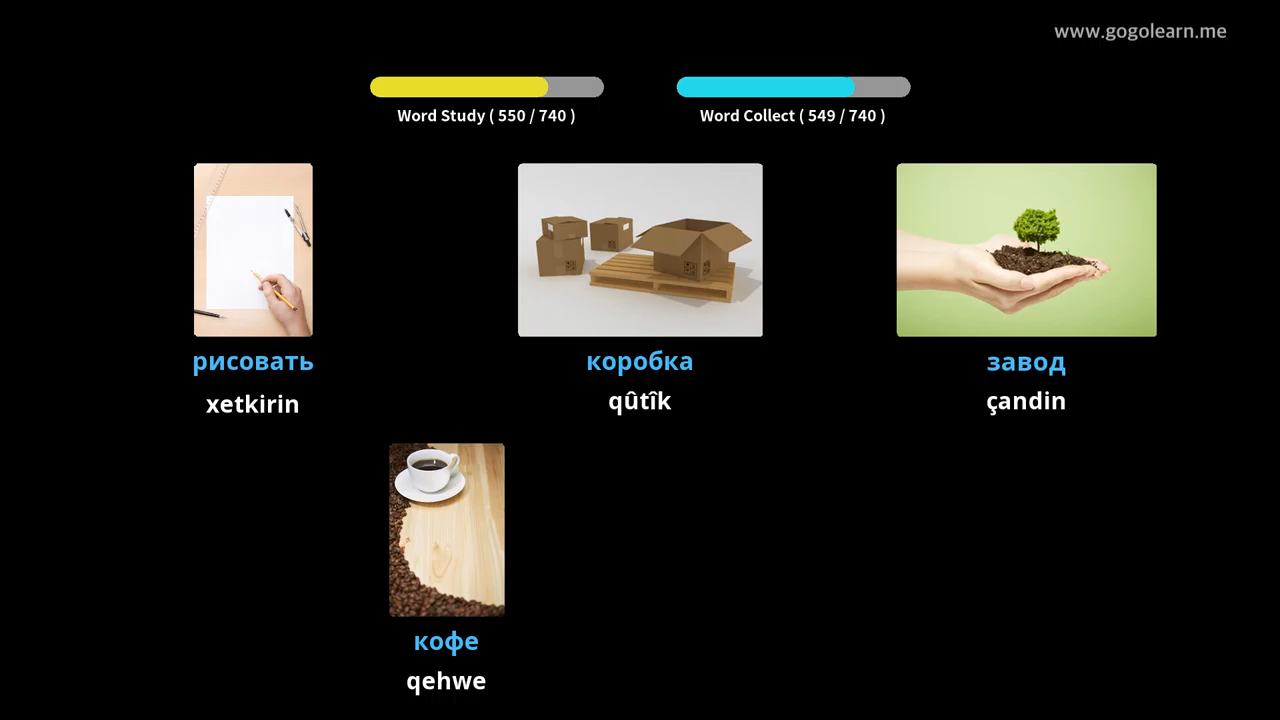 www.gogolearn.me
Word Study ( 550 / 740 )
Word Collect ( 549 / 740 )
рисовать
xetkirin
коробка
qûtîk
завод
çandin
кофе
qehwe